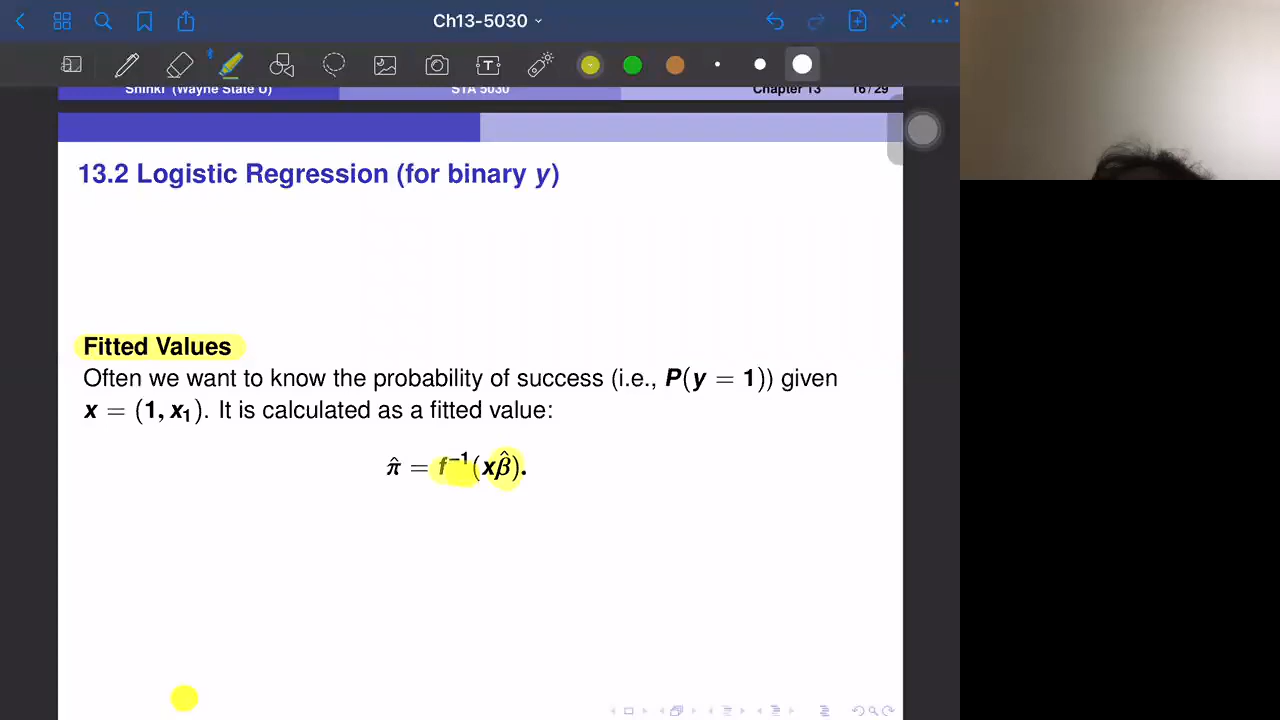 Ch13-5030
T
Shinki (Wayne State U)
STA 5030
Chapter 13
16 / 29
13.2 Logistic Regression (for binary y)
Fitted Values
Often we want to know the probability of success (i.e., P(y = 1)) given
x = (1, x₁). It is calculated as a fitted value:
π̂ = f⁻¹(xβ̂).